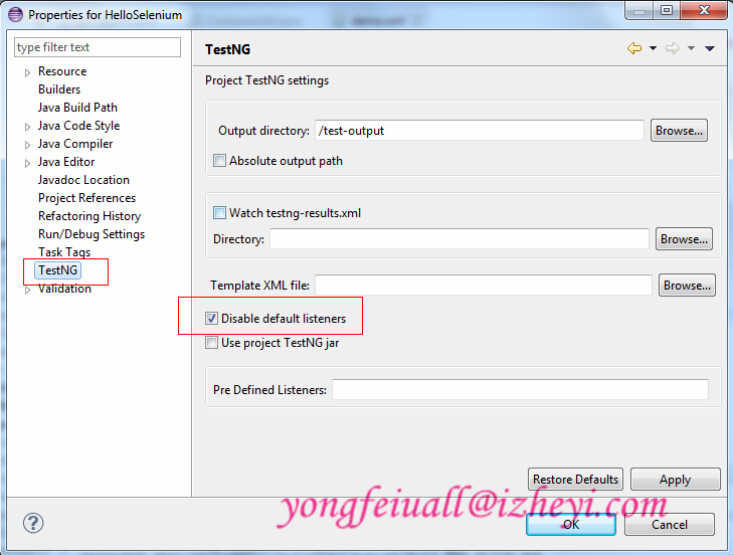 Properties for HelloSelenium
type filter text
Resource
Builders
Java Build Path
Java Code Style
Java Compiler
Java Editor
Javadoc Location
Project References
Refactoring History
Run/Debug Settings
Task Tags
TestNG
Validation
TestNG
Project TestNG settings
Output directory: /test-output Browse...
Absolute output path
Watch testng-results.xml
Directory: Browse...
Template XML file: Browse...
Disable default listeners
Use project TestNG jar
Pre Defined Listeners:
Restore Defaults Apply
yongfeiuall@izheyi.com
OK Cancel